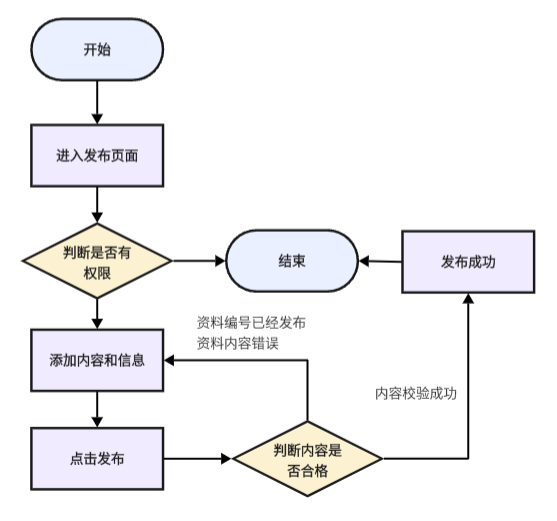 开始
进入发布页面
判断是否有
权限
结束
发布成功
资料编号已经发布
资料内容错误
添加内容和信息
内容校验成功
点击发布
判断内容是
否合格